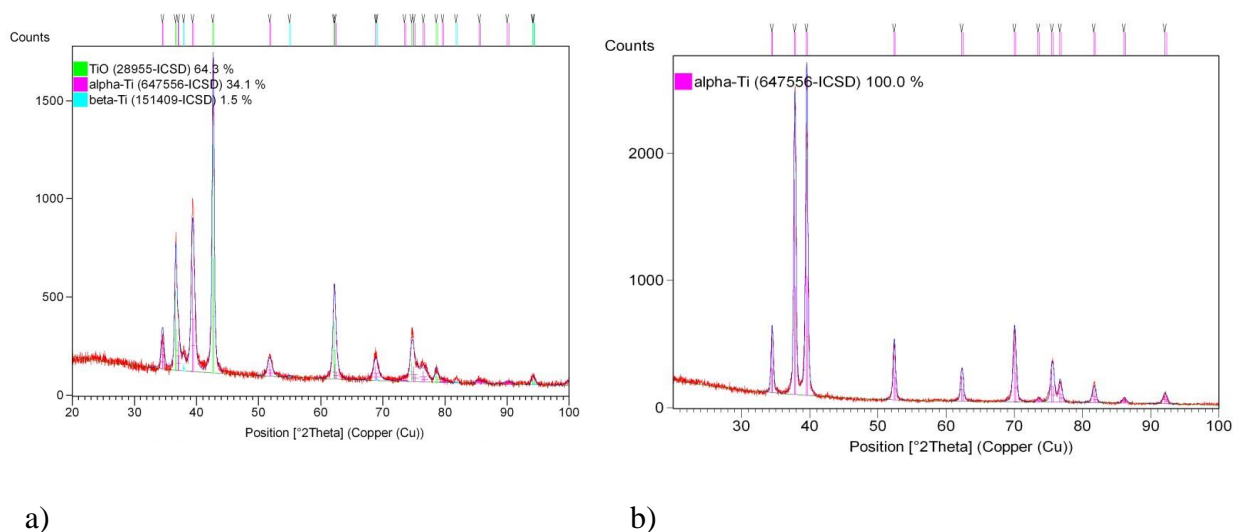 Counts
TiO (28955-ICSD) 64.3 %
alpha-Ti (647556-ICSD) 34.1 %
beta-Ti (151409-ICSD) 1.5 %
1500
1000
500
0
20 30 40 50 60 70 80 90 100
Position [°2Theta] (Copper (Cu))
a)
Counts
alpha-Ti (647556-ICSD) 100.0 %
2000
1000
0
30 40 50 60 70 80 90 100
Position [°2Theta] (Copper (Cu))
b)